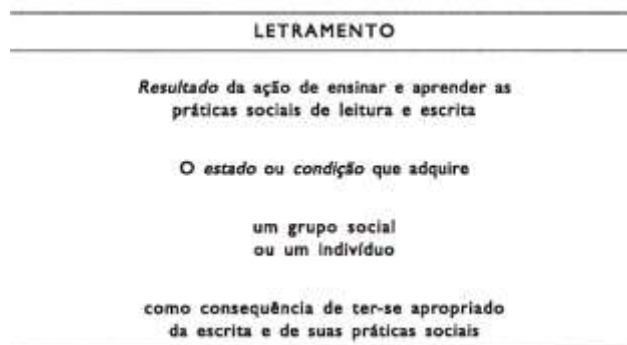 LETRAMENTO
Resultado da ação de ensinar e aprender as
práticas sociais de leitura e escrita
O estado ou condição que adquire
um grupo social
ou um indivíduo
como consequência de ter-se apropriado
da escrita e de suas práticas sociais